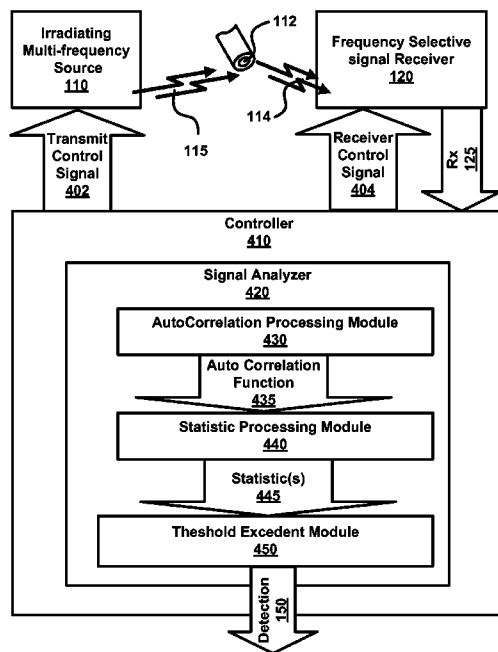 Irradiating
Multi-frequency
Source
110
112
Frequency Selective
signal Receiver
120
115
114
Transmit
Control
Signal
402
Receiver
Control
Signal
404
Rx
125
Controller
410
Signal Analyzer
420
AutoCorrelation Processing Module
430
Auto Correlation
Function
435
Statistic Processing Module
440
Statistic(s)
445
Theshold Excedent Module
450
Detection
150